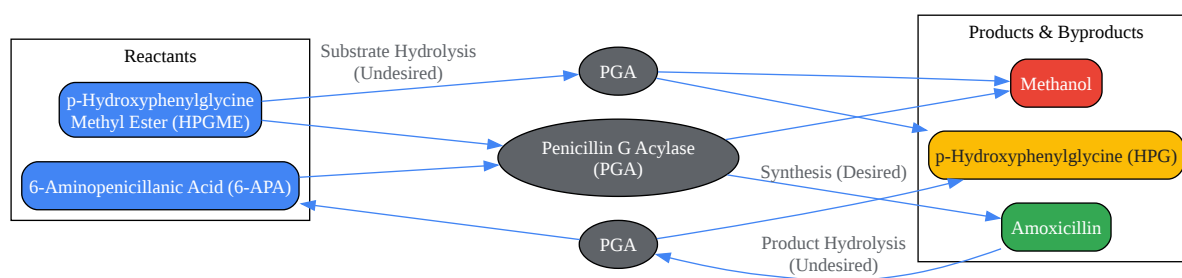 Reactants
p-Hydroxyphenylglycine
Methyl Ester (HPGME)
6-Aminopenicillanic Acid (6-APA)
Substrate Hydrolysis
(Undesired)
PGA
Penicillin G Acylase
(PGA)
PGA
Synthesis (Desired)
Product Hydrolysis
(Undesired)
Products & Byproducts
Methanol
p-Hydroxyphenylglycine (HPG)
Amoxicillin